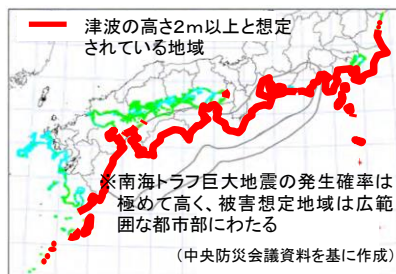 津波の高さ2m以上と想定
されている地域
※南海トラフ巨大地震の発生確率は
極めて高く、被害想定地域は広範
囲な都市部にわたる
(中央防災会議資料を基に作成)